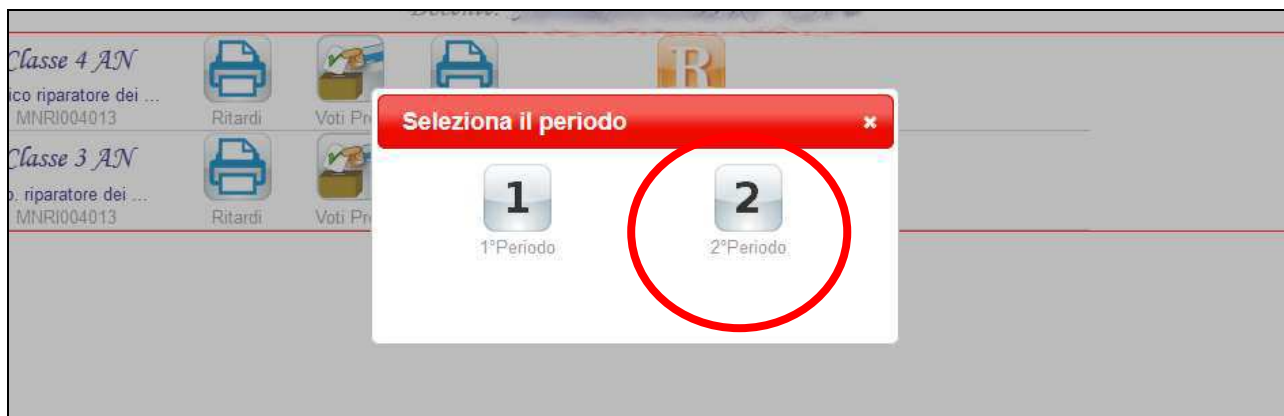 Docente:
Classe 4 AN
ico riparatore dei ...
MNRI004013
Ritardi
Voti Pr
R
Seleziona il periodo
×
1
1°Periodo
2
2°Periodo
Classe 3 AN
o. riparatore dei ...
MNRI004013
Ritardi
Voti Pr